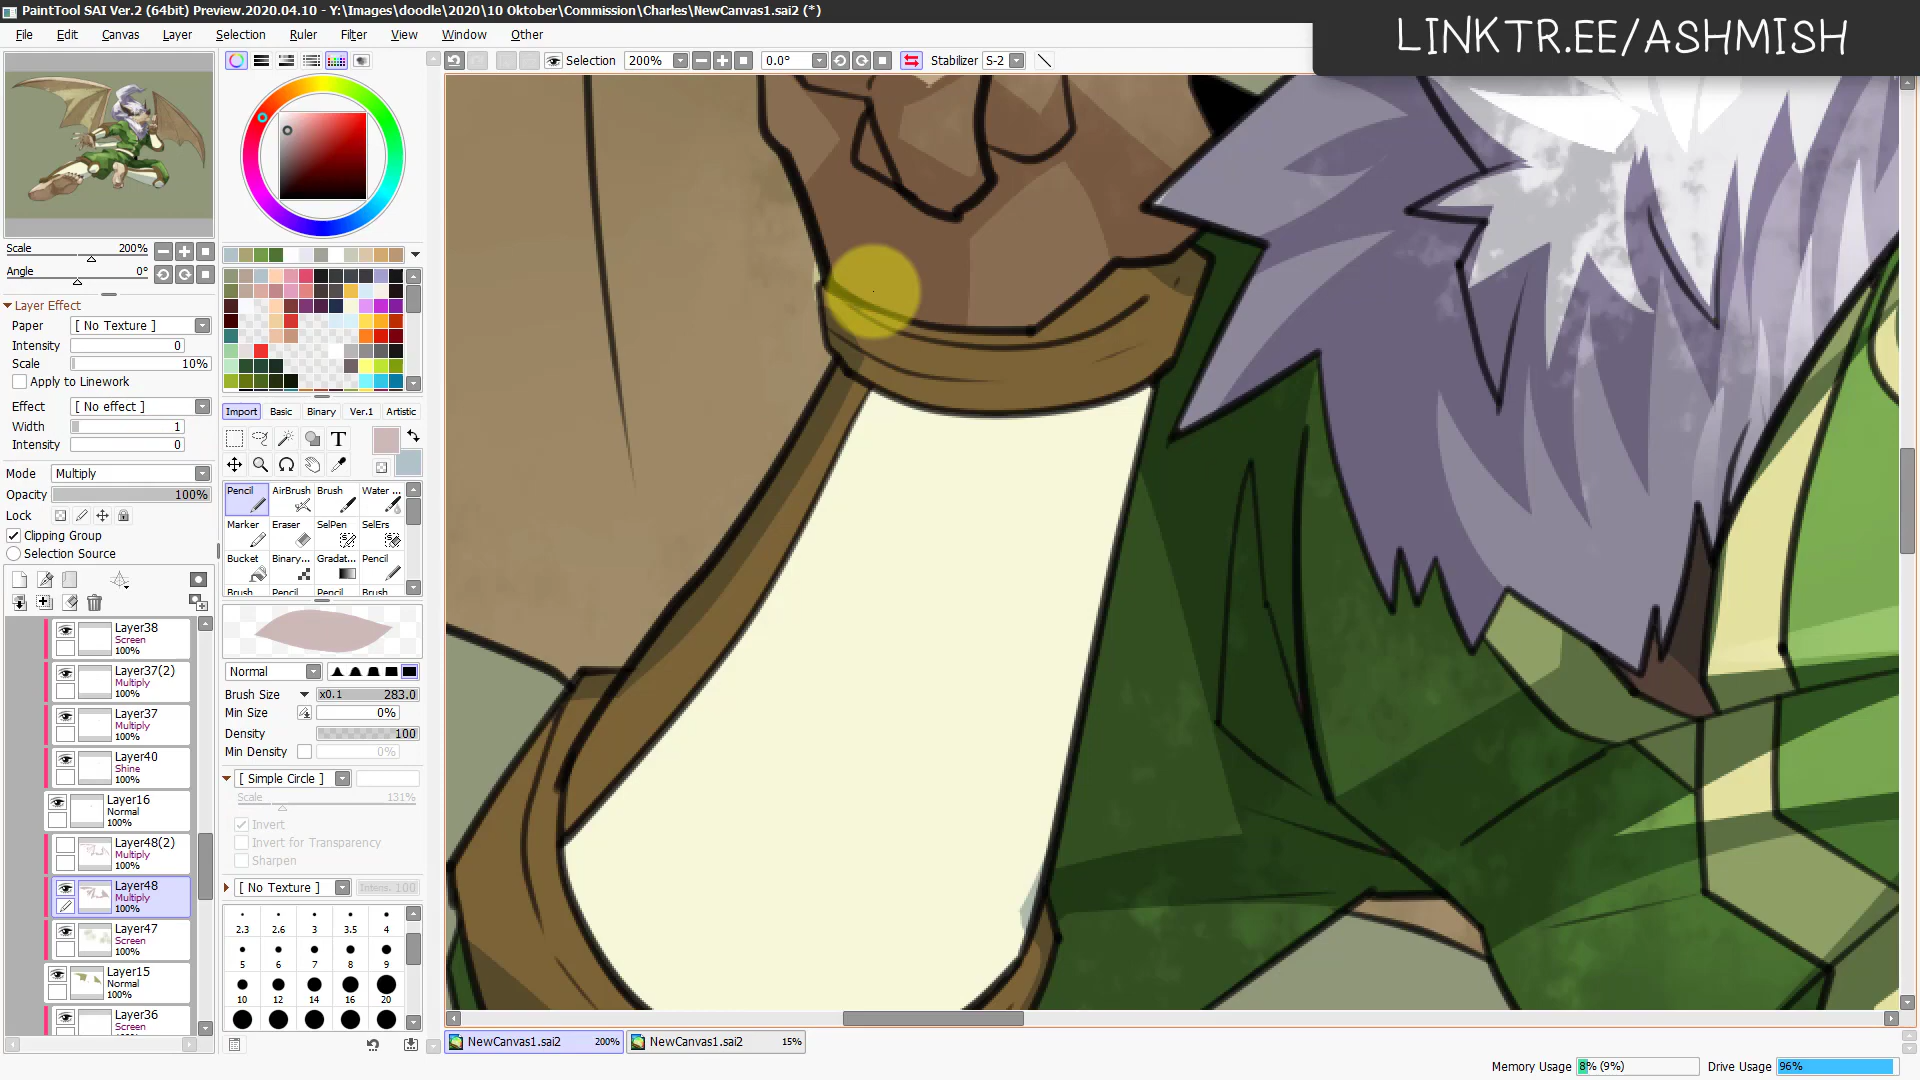 PaintTool SAI Ver.2 (64bit) Preview.2020.04.10 - Y:\Images\doodle\2020\10 Oktober\Commission\Charles\NewCanvas1.sai2 (*)
LINKTR.EE/ASHMISH
File Edit Canvas Layer Selection Ruler Filter View Window Other
Selection 200% 0.0° Stabilizer S-2
Scale 200%
Angle 0°
Layer Effect
Paper [ No Texture ]
Intensity 0
Scale 10%
Apply to Linework
Effect [ No effect ]
Width 1
Intensity 0
Mode Multiply
Opacity 100%
Lock
Clipping Group
Selection Source
Layer38
Screen
100%
Layer37(2)
Multiply
100%
Layer37
Multiply
100%
Layer40
Shine
100%
Layer16
Normal
100%
Layer48(2)
Multiply
100%
Layer48
Multiply
100%
Layer47
Screen
100%
Layer15
Normal
100%
Layer36
Screen
Import Basic Binary Ver.1 Artistic
T
Pencil AirBrush Brush Water ...
Marker Eraser SelPen SelErs
Bucket Binary... Gradat... Pencil
Brush Pencil Pencil Brush
Normal
Brush Size x0.1 283.0
Min Size 0%
Density 100
Min Density 0%
[ Simple Circle ]
Scale 131%
Invert
Invert for Transparency
Sharpen
[ No Texture ] Intens. 100
2.3 2.6 3 3.5 4
5 6 7 8 9
10 12 14 16 20
NewCanvas1.sai2 200% NewCanvas1.sai2 15%
Memory Usage 8% (9%) Drive Usage 96%